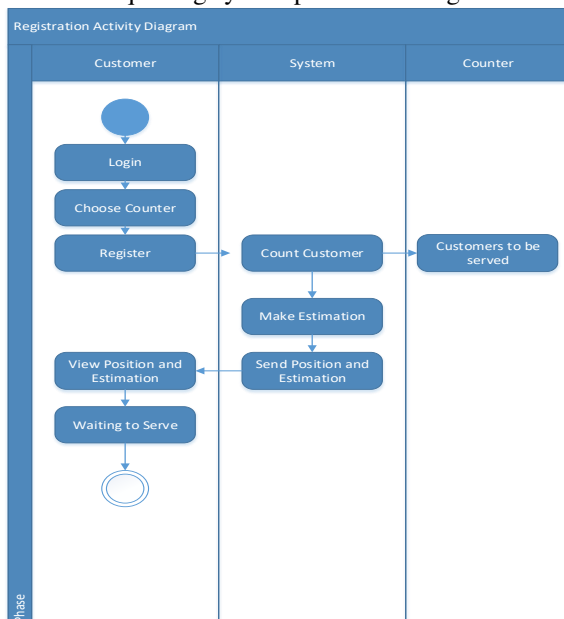 Registration Activity Diagram
Customer
System
Counter
Login
Choose Counter
Register
Count Customer
Customers to be
served
Make Estimation
View Position and
Estimation
Send Position and
Estimation
Waiting to Serve
Phase